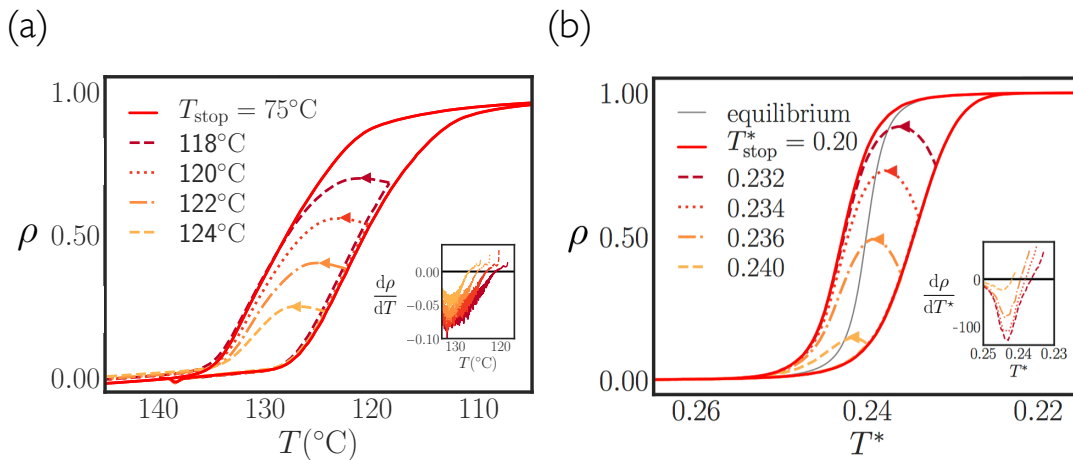 (a)
(b)
1.00
0.50
0.00
ρ
T_stop = 75°C
118°C
120°C
122°C
124°C
140
130
120
110
T(°C)
dρ
dT
0.00
−0.05
−0.10
130
120
T(°C)
1.00
0.50
0.00
ρ
equilibrium
T*_stop = 0.20
0.232
0.234
0.236
0.240
0.26
0.24
0.22
T*
dρ
dT*
0
-100
0.25
0.24
0.23
T*